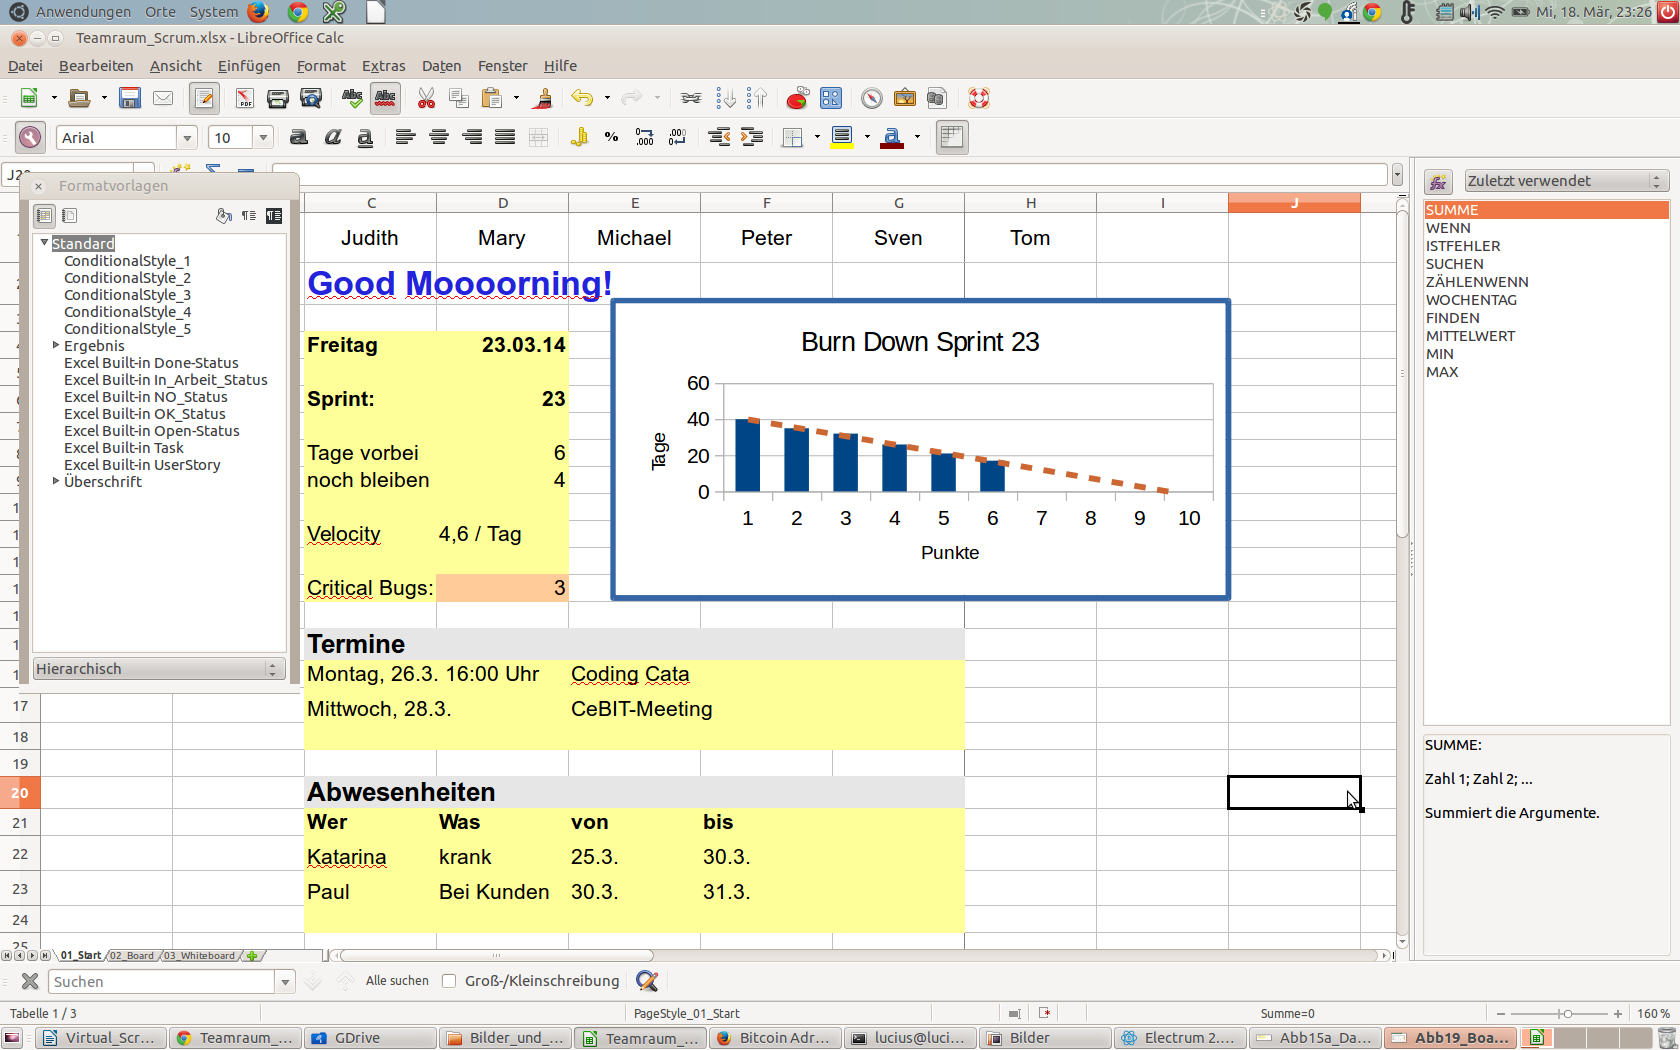 Anwendungen Orte System Mi, 18. Mär, 23:26
Teamraum_Scrum.xlsx - LibreOffice Calc
Datei Bearbeiten Ansicht Einfügen Format Extras Daten Fenster Hilfe
Arial 10
Formatvorlagen
Standard
ConditionalStyle_1
ConditionalStyle_2
ConditionalStyle_3
ConditionalStyle_4
ConditionalStyle_5
Ergebnis
Excel Built-in Done-Status
Excel Built-in In_Arbeit_Status
Excel Built-in NO_Status
Excel Built-in OK_Status
Excel Built-in Open-Status
Excel Built-in Task
Excel Built-in UserStory
Überschrift
Hierarchisch
C D E F G H I J
Judith Mary Michael Peter Sven Tom
Good Moooorning!
Freitag 23.03.14
Sprint: 23
Tage vorbei 6
noch bleiben 4
Velocity 4,6 / Tag
Critical Bugs: 3
Burn Down Sprint 23
Tage
60
40
20
0
1 2 3 4 5 6 7 8 9 10
Punkte
Termine
Montag, 26.3. 16:00 Uhr Coding Cata
17 Mittwoch, 28.3. CeBIT-Meeting
18
19
20 Abwesenheiten
21 Wer Was von bis
22 Katarina krank 25.3. 30.3.
23 Paul Bei Kunden 30.3. 31.3.
24
25
Zuletzt verwendet
SUMME
WENN
ISTFEHLER
SUCHEN
ZÄHLENWENN
WOCHENTAG
FINDEN
MITTELWERT
MIN
MAX
SUMME:
Zahl 1; Zahl 2; ...
Summiert die Argumente.
01_Start 02_Board 03_Whiteboard
Suchen Alle suchen Groß-/Kleinschreibung
Tabelle 1 / 3 PageStyle_01_Start Summe=0 160 %
Virtual_Scr... Teamraum_... GDrive Bilder_und_... Teamraum_... Bitcoin Adr... lucius@luci... Bilder Electrum 2.... Abb15a_Da... Abb19_Boa...